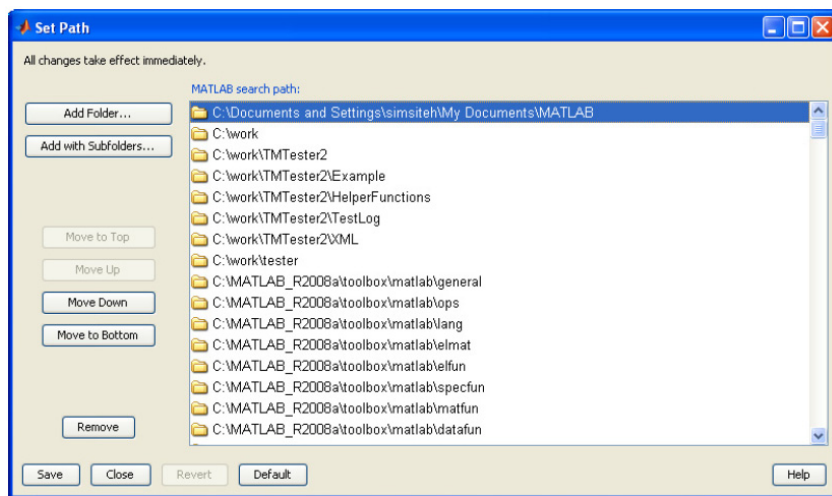 Set Path
All changes take effect immediately.
MATLAB search path:
Add Folder...
Add with Subfolders...
Move to Top
Move Up
Move Down
Move to Bottom
Remove
C:\Documents and Settings\simsiteh\My Documents\MATLAB
C:\work
C:\work\TMTester2
C:\work\TMTester2\Example
C:\work\TMTester2\HelperFunctions
C:\work\TMTester2\TestLog
C:\work\TMTester2\XML
C:\work\tester
C:\MATLAB_R2008a\toolbox\matlab\general
C:\MATLAB_R2008a\toolbox\matlab\ops
C:\MATLAB_R2008a\toolbox\matlab\lang
C:\MATLAB_R2008a\toolbox\matlab\elmat
C:\MATLAB_R2008a\toolbox\matlab\elfun
C:\MATLAB_R2008a\toolbox\matlab\specfun
C:\MATLAB_R2008a\toolbox\matlab\matfun
C:\MATLAB_R2008a\toolbox\matlab\datafun
Save
Close
Revert
Default
Help